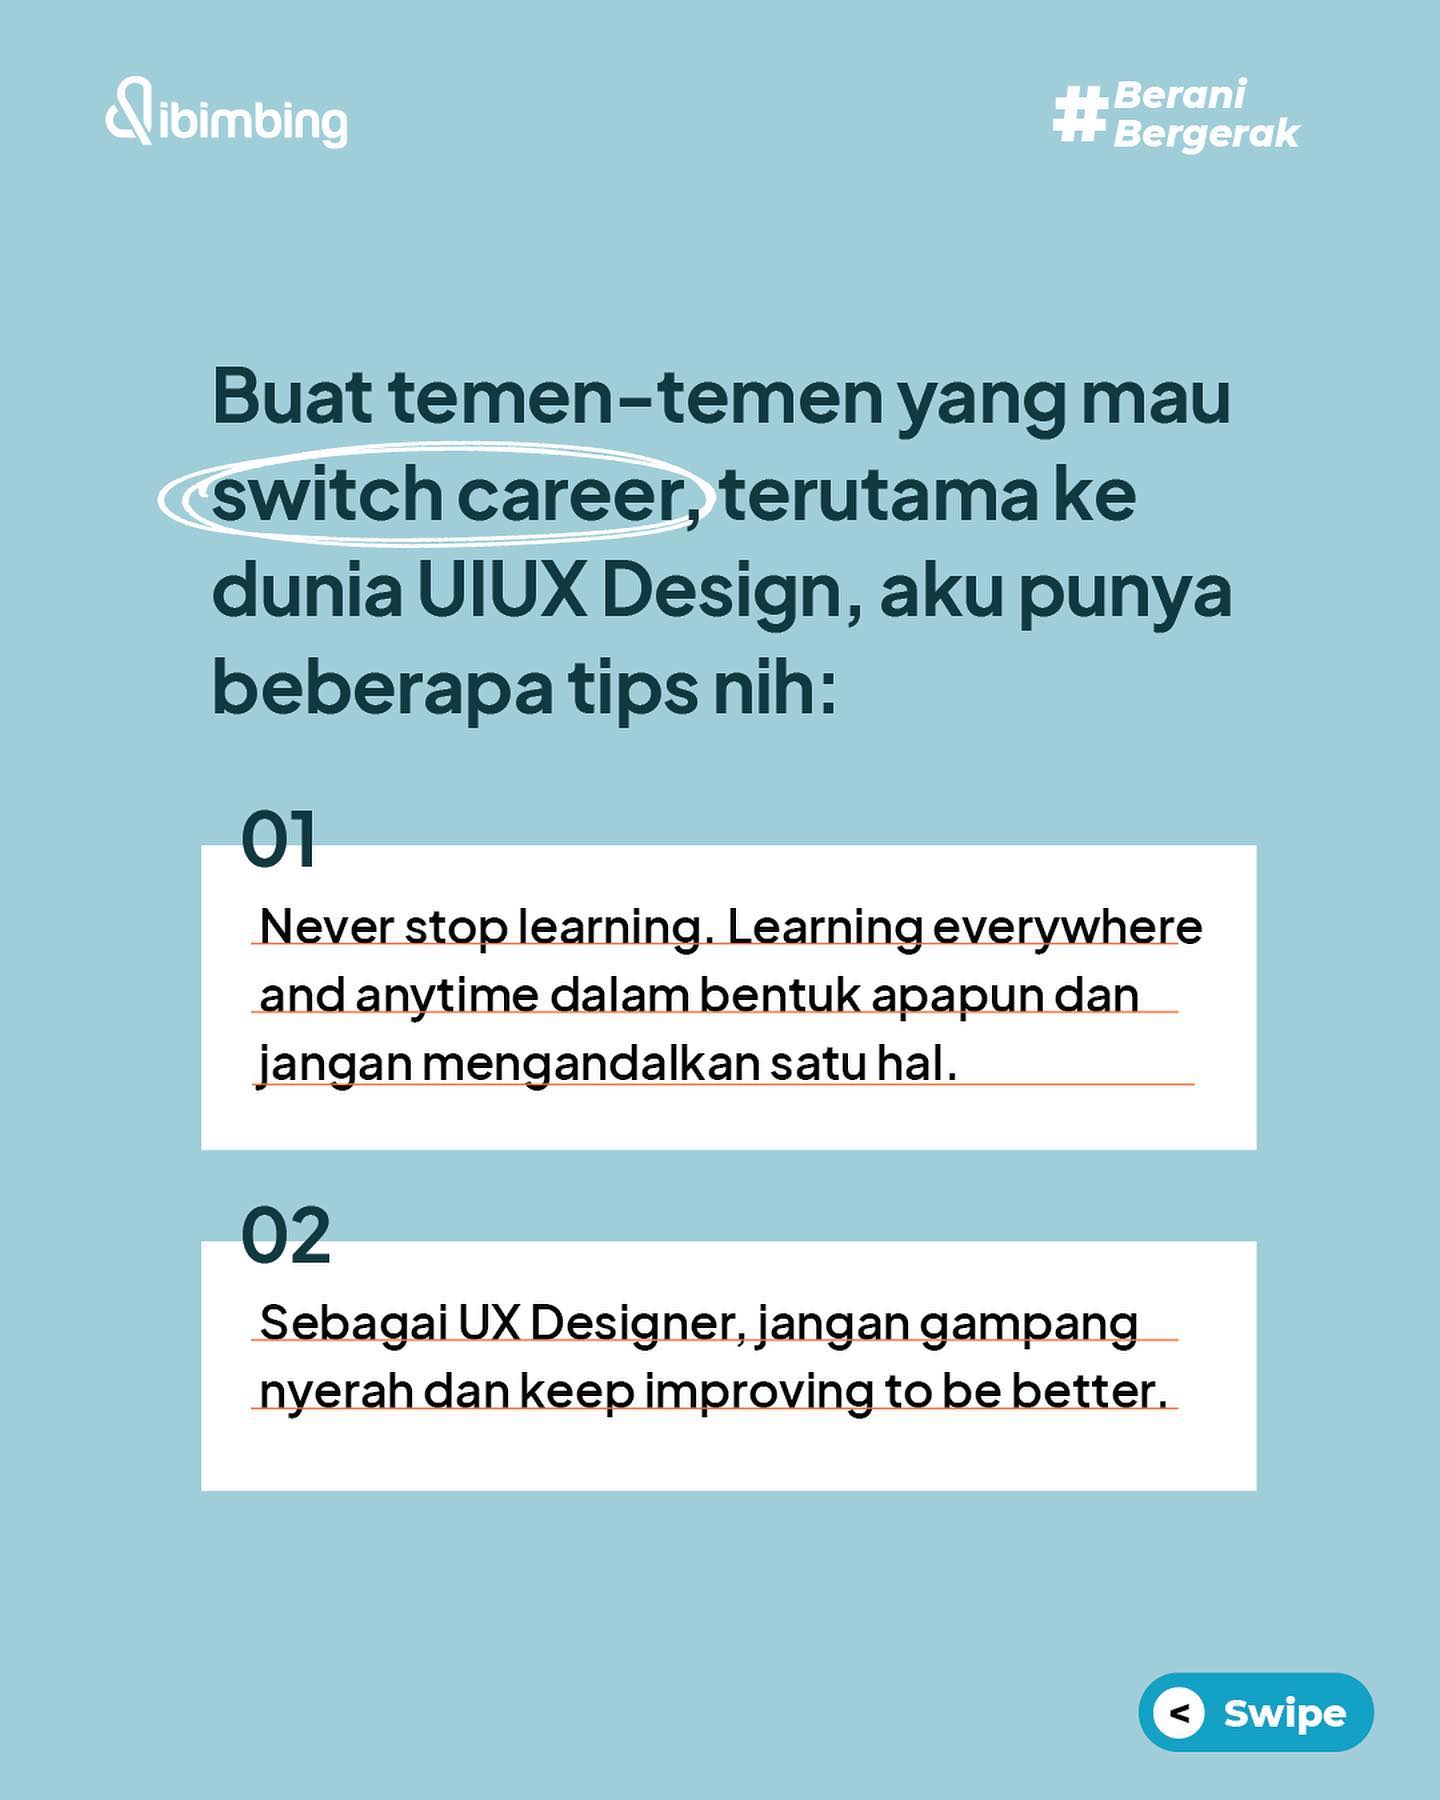 dibimbing
#Berani
Bergerak
Buat temen-temen yang mau
switch career, terutama ke
dunia UIUX Design, aku punya
beberapa tips nih:
01
Never stop learning. Learning everywhere
and anytime dalam bentuk apapun dan
jangan mengandalkan satu hal.
02
Sebagai UX Designer, jangan gampang
nyerah dan keep improving to be better.
< Swipe